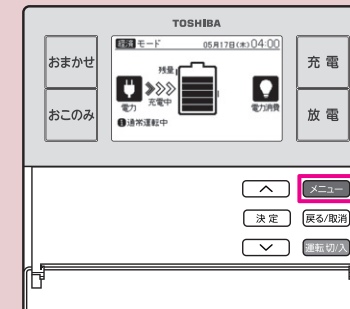 TOSHIBA
おまかせ
おこのみ
経済 モード 05月17日(木)04:00
残量
充電中
電力
電力消費
❶通常運転中
充 電
放 電
メニュー
決 定
戻る/取消
運転 切/入